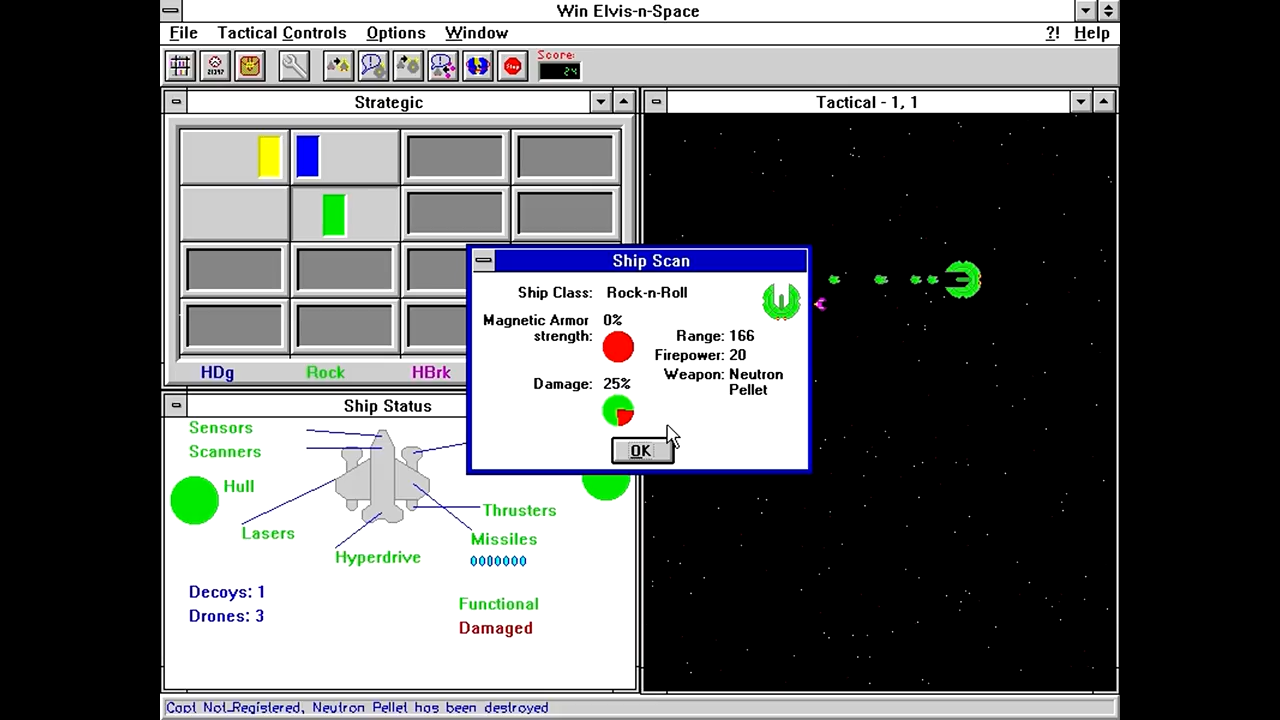 Win Elvis-n-Space
File Tactical Controls Options Window ?! Help
Score:
24
Stop
Strategic
Tactical - 1, 1
HDg Rock HBrk
Ship Scan
Ship Class: Rock-n-Roll
Magnetic Armor strength: 0%
Range: 166
Firepower: 20
Weapon: Neutron Pellet
Damage: 25%
OK
Ship Status
Sensors
Scanners
Hull
Lasers
Hyperdrive
Thrusters
Missiles
Decoys: 1
Drones: 3
Functional
Damaged
Capt Not_Registered, Neutron Pellet has been destroyed